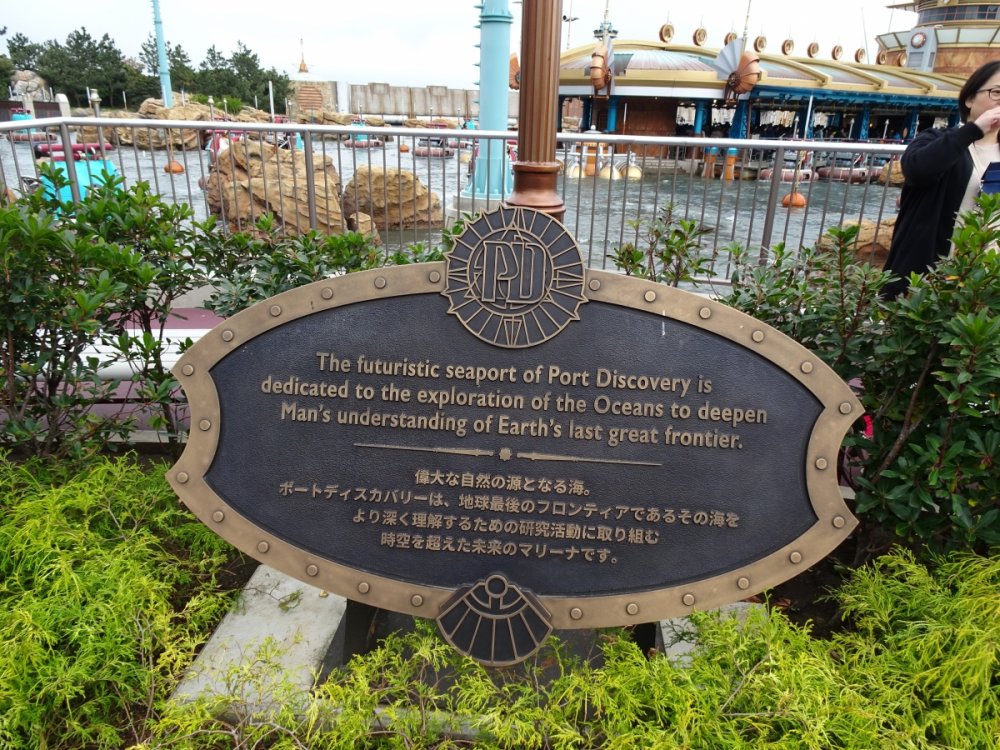 PD
The futuristic seaport of Port Discovery is
dedicated to the exploration of the Oceans to deepen
Man's understanding of Earth's last great frontier.
偉大な自然の源となる海。
ポートディスカバリーは、地球最後のフロンティアであるその海を
より深く理解するための研究活動に取り組む
時空を超えた未来のマリーナです。